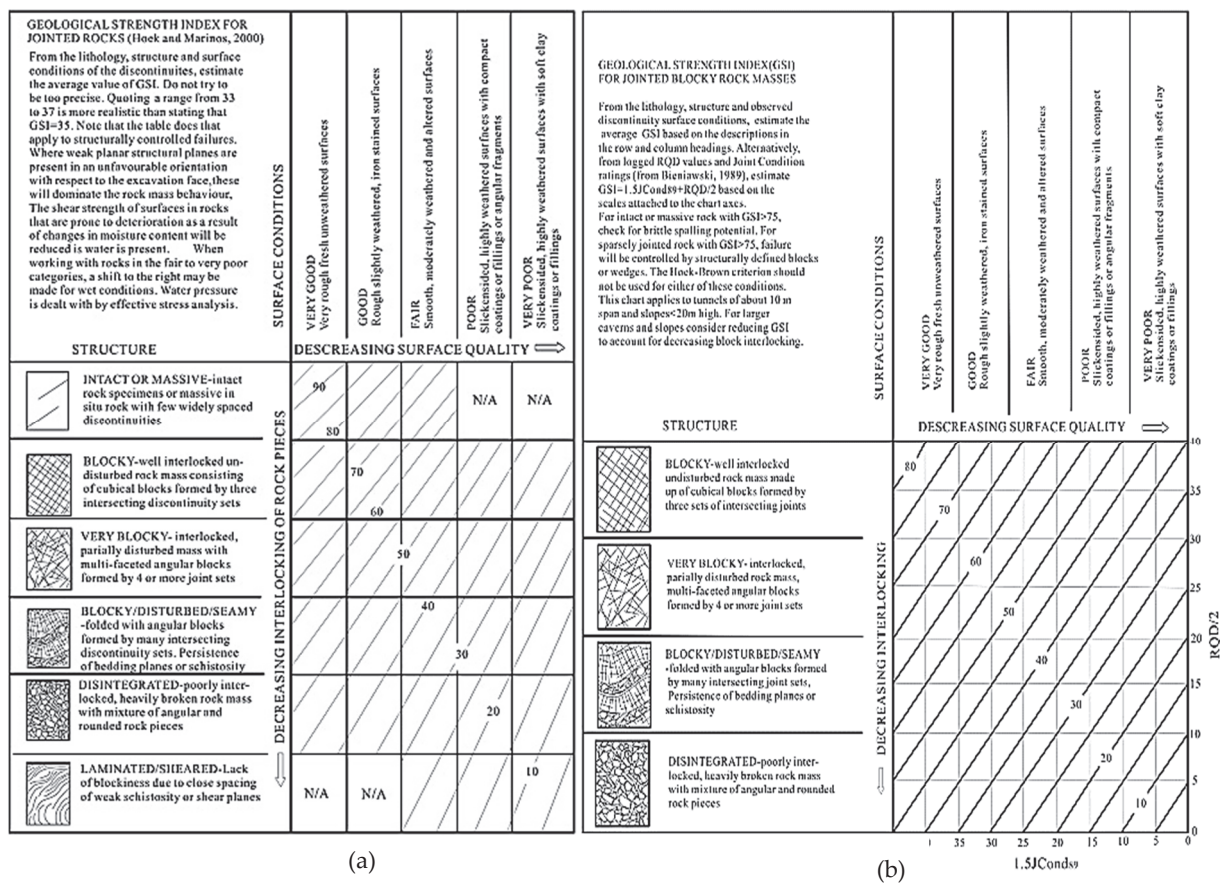 GEOLOGICAL STRENGTH INDEX FOR
JOINTED ROCKS (Hoek and Marinos, 2000)
From the lithology, structure and surface
conditions of the discontinuites, estimate
the average value of GSI. Do not try to
be too precise. Quoting a range from 33
to 37 is more realistic than stating that
GSI=35. Note that the table does that
apply to structurally controlled failures.
Where weak planar structural planes are
present in an unfavourable orientation
with respect to the excavation face,these
will dominate the rock mass behaviour,
The shear strength of surfaces in rocks
that are prone to deterioration as a result
of changes in moisture content will be
reduced is water is present. When
working with rocks in the fair to very poor
categories, a shift to the right may be
made for wet conditions. Water pressure
is dealt with by effective stress analysis.
STRUCTURE
SURFACE CONDITIONS
VERY GOOD
Very rough fresh unweathered surfaces
GOOD
Rough slightly weathered, iron stained surfaces
FAIR
Smooth, moderately weathered and altered surfaces
POOR
Slickensided, highly weathered surfaces with compact
coatings or fillings or angular fragments
VERY POOR
Slickensided, highly weathered surfaces with soft clay
coatings or fillings
DESCREASING SURFACE QUALITY
DECREASING INTERLOCKING OF ROCK PIECES
INTACT OR MASSIVE-intact
rock specimens or massive in
situ rock with few widely spaced
discontinuities
90
80
N/A
N/A
BLOCKY-well interlocked un-
disturbed rock mass consisting
of cubical blocks formed by three
intersecting discontinuity sets
70
60
VERY BLOCKY- interlocked,
parially disturbed mass with
multi-faceted angular blocks
formed by 4 or more joint sets
50
BLOCKY/DISTURBED/SEAMY
-folded with angular blocks
formed by many intersecting
discontinuity sets. Persistence
of bedding planes or schistosity
40
30
DISINTEGRATED-poorly inter-
locked, heavily broken rock mass
with mixture of angular and
rounded rock pieces
20
LAMINATED/SHEARED-Lack
of blockiness due to close spacing
of weak schistosity or shear planes
N/A
N/A
10
(a)
GEOLOGICAL STRENGTH INDEX(GSI)
FOR JOINTED BLOCKY ROCK MASSES
From the lithology, structure and observed
discontinuity surface conditions, estimate the
average GSI based on the descriptions in
the row and column headings. Alternatively,
from logged RQD values and Joint Condition
ratings (from Bieniawski, 1989), estimate
GSI=1.5JCond89+RQD/2 based on the
scales attached to the chart axes.
For intact or massive rock with GSI>75,
check for brittle spalling potential. For
sparsely jointed rock with GSI>75, failure
will be controlled by structurally defined blocks
or wedges. The Hoek-Brown criterion should
not be used for either of these conditions.
This chart applies to tunnels of about 10 m
span and slopes<20m high. For larger
caverns and slopes consider reducing GSI
to account for decreasing block interlocking.
STRUCTURE
SURFACE CONDITIONS
VERY GOOD
Very rough fresh unweathered surfaces
GOOD
Rough slightly weathered, iron stained surfaces
FAIR
Smooth, moderately weathered and altered surfaces
POOR
Slickensided, highly weathered surfaces with compact
coatings or fillings or angular fragments
VERY POOR
Slickensided, highly weathered surfaces with soft clay
coatings or fillings
DESCREASING SURFACE QUALITY
DECREASING INTERLOCKING
BLOCKY-well interlocked
undisturbed rock mass made
up of cubical blocks formed by
three sets of intersecting joints
VERY BLOCKY- interlocked,
partially disturbed rock mass,
multi-faceted angular blocks
formed by 4 or more joint sets
BLOCKY/DISTURBED/SEAMY
-folded with angular blocks formed
by many intersecting joint sets,
Persistence of bedding planes or
schistosity
DISINTEGRATED-poorly inter-
locked, heavily broken rock mass
with mixture of angular and rounded
rock pieces
80
70
60
50
40
30
20
10
40
35
30
25
20
15
10
5
0
RQD/2
35 30 25 20 15 10 5 0
1.5JCond89
(b)